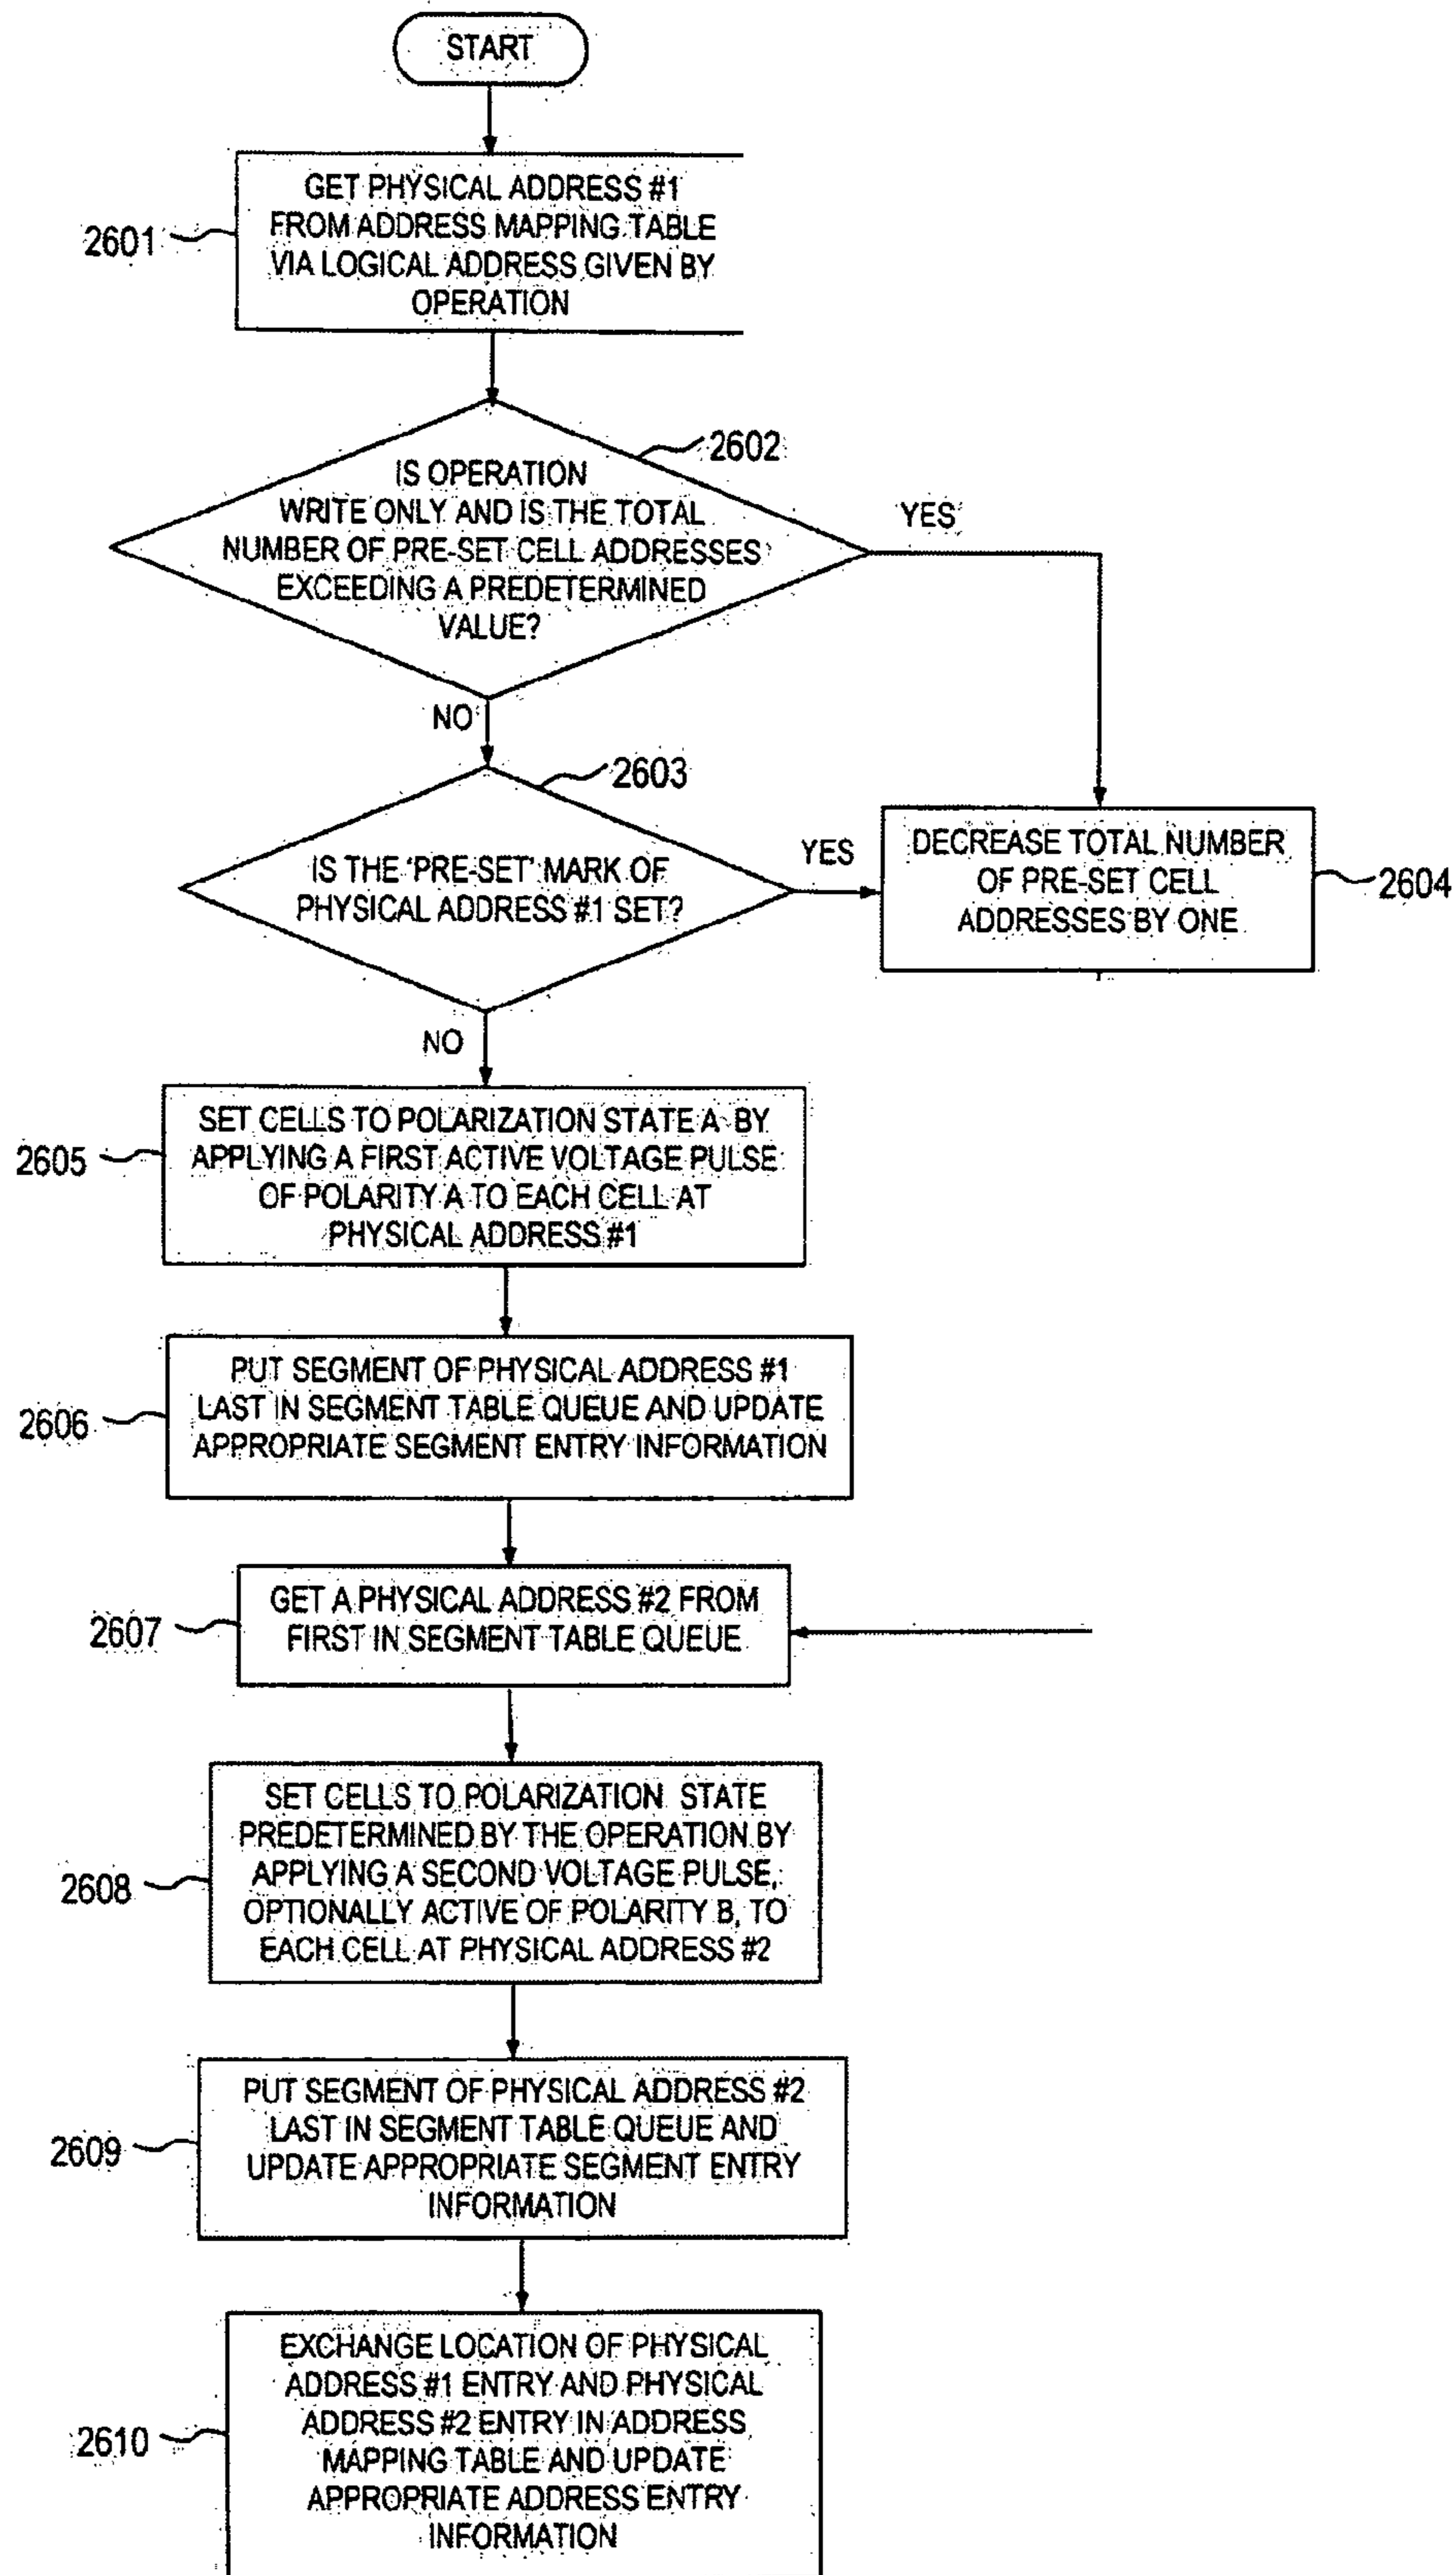 START
GET PHYSICAL ADDRESS #1
FROM ADDRESS MAPPING TABLE
VIA LOGICAL ADDRESS GIVEN BY
OPERATION
2601
2602
IS OPERATION
WRITE ONLY AND IS THE TOTAL
NUMBER OF PRE-SET CELL ADDRESSES
EXCEEDING A PREDETERMINED
VALUE?
YES
NO
2603
IS THE 'PRE-SET' MARK OF
PHYSICAL ADDRESS #1 SET?
YES
DECREASE TOTAL NUMBER
OF PRE-SET CELL
ADDRESSES BY ONE
2604
NO
SET CELLS TO POLARIZATION STATE A BY
APPLYING A FIRST ACTIVE VOLTAGE PULSE
OF POLARITY A TO EACH CELL AT
PHYSICAL ADDRESS #1
2605
PUT SEGMENT OF PHYSICAL ADDRESS #1
LAST IN SEGMENT TABLE QUEUE AND UPDATE
APPROPRIATE SEGMENT ENTRY INFORMATION
2606
GET A PHYSICAL ADDRESS #2 FROM
FIRST IN SEGMENT TABLE QUEUE
2607
SET CELLS TO POLARIZATION STATE
PREDETERMINED BY THE OPERATION BY
APPLYING A SECOND VOLTAGE PULSE,
OPTIONALLY ACTIVE OF POLARITY B, TO
EACH CELL AT PHYSICAL ADDRESS #2
2608
PUT SEGMENT OF PHYSICAL ADDRESS #2
LAST IN SEGMENT TABLE QUEUE AND
UPDATE APPROPRIATE SEGMENT ENTRY
INFORMATION
2609
EXCHANGE LOCATION OF PHYSICAL
ADDRESS #1 ENTRY AND PHYSICAL
ADDRESS #2 ENTRY IN ADDRESS
MAPPING TABLE AND UPDATE
APPROPRIATE ADDRESS ENTRY
INFORMATION
2610